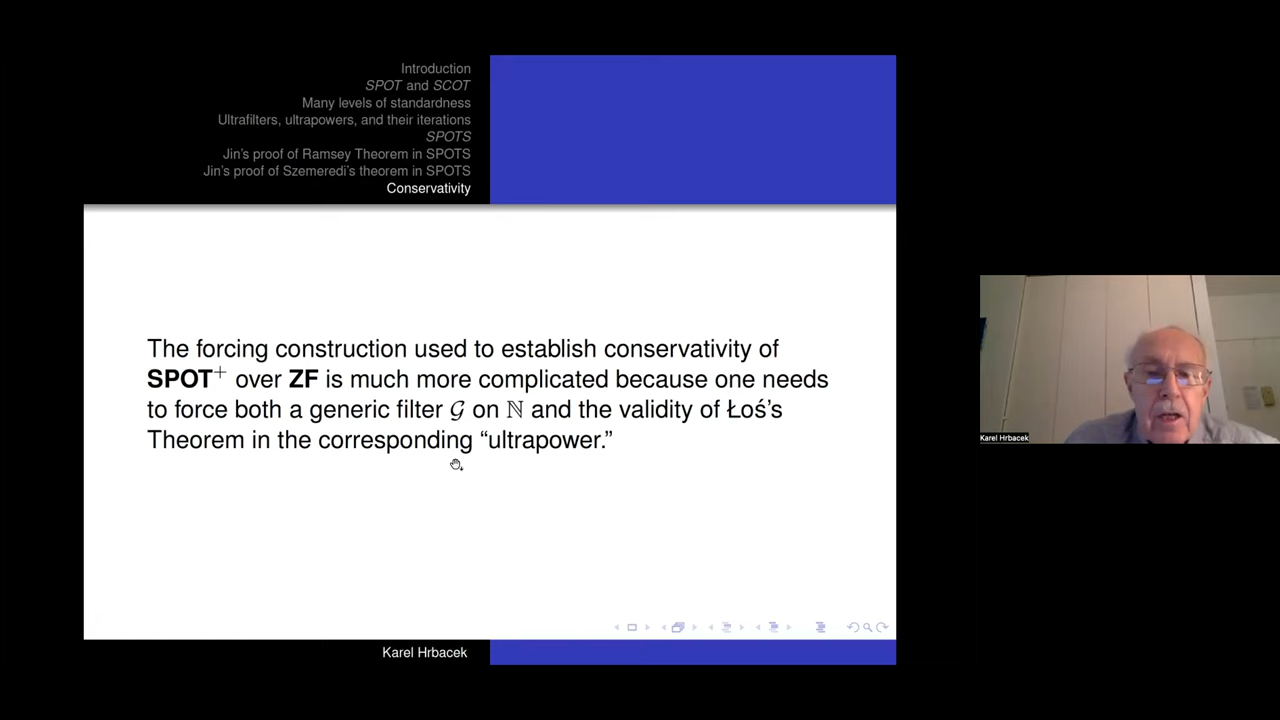 Introduction
SPOT and SCOT
Many levels of standardness
Ultrafilters, ultrapowers, and their iterations
SPOTS
Jin's proof of Ramsey Theorem in SPOTS
Jin's proof of Szemeredi's theorem in SPOTS
Conservativity
The forcing construction used to establish conservativity of
SPOT⁺ over ZF is much more complicated because one needs
to force both a generic filter 𝒢 on ℕ and the validity of Łoś's
Theorem in the corresponding “ultrapower.”
Karel Hrbacek
Karel Hrbacek